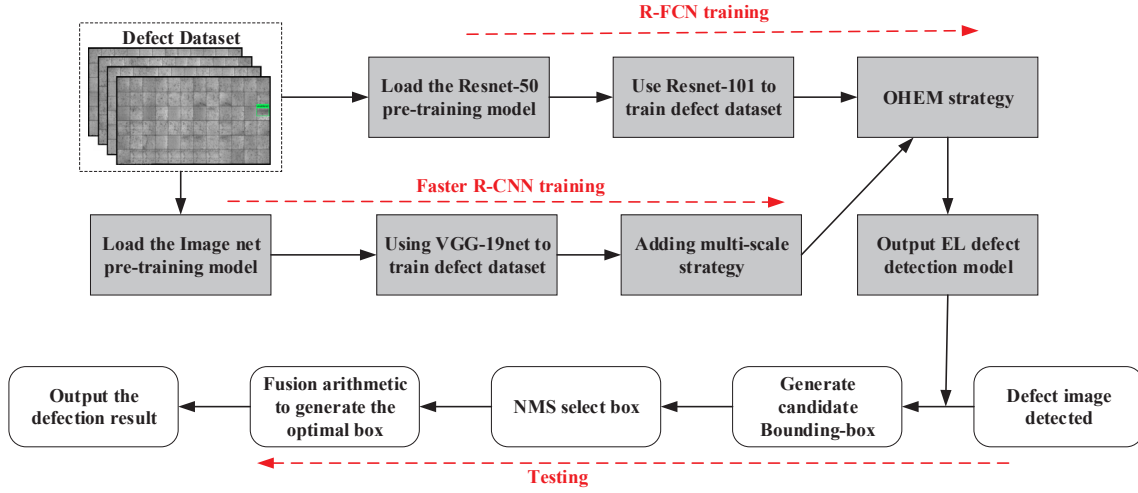 Defect Dataset
R-FCN training
Load the Resnet-50
pre-training model
Use Resnet-101 to
train defect dataset
OHEM strategy
Faster R-CNN training
Load the Image net
pre-training model
Using VGG-19net to
train defect dataset
Adding multi-scale
strategy
Output EL defect
detection model
Output the
defection result
Fusion arithmetic
to generate the
optimal box
NMS select box
Generate
candidate
Bounding-box
Defect image
detected
Testing